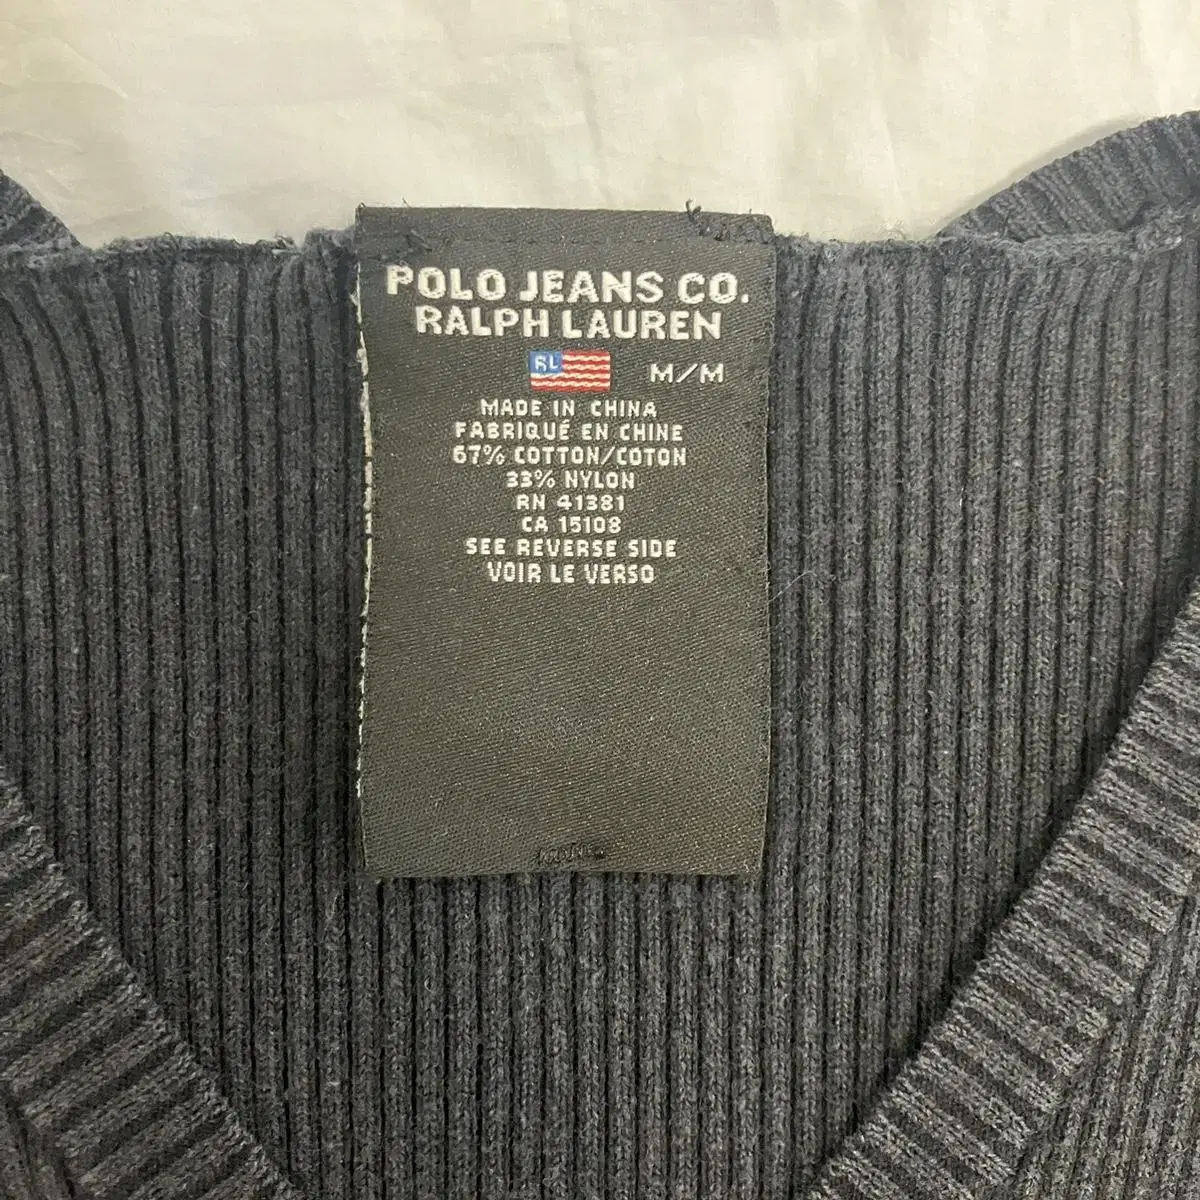 POLO JEANS CO.
RALPH LAUREN
RL M/M
MADE IN CHINA
FABRIQUÉ EN CHINE
67% COTTON/COTON
33% NYLON
RN 41381
CA 15108
SEE REVERSE SIDE
VOIR LE VERSO